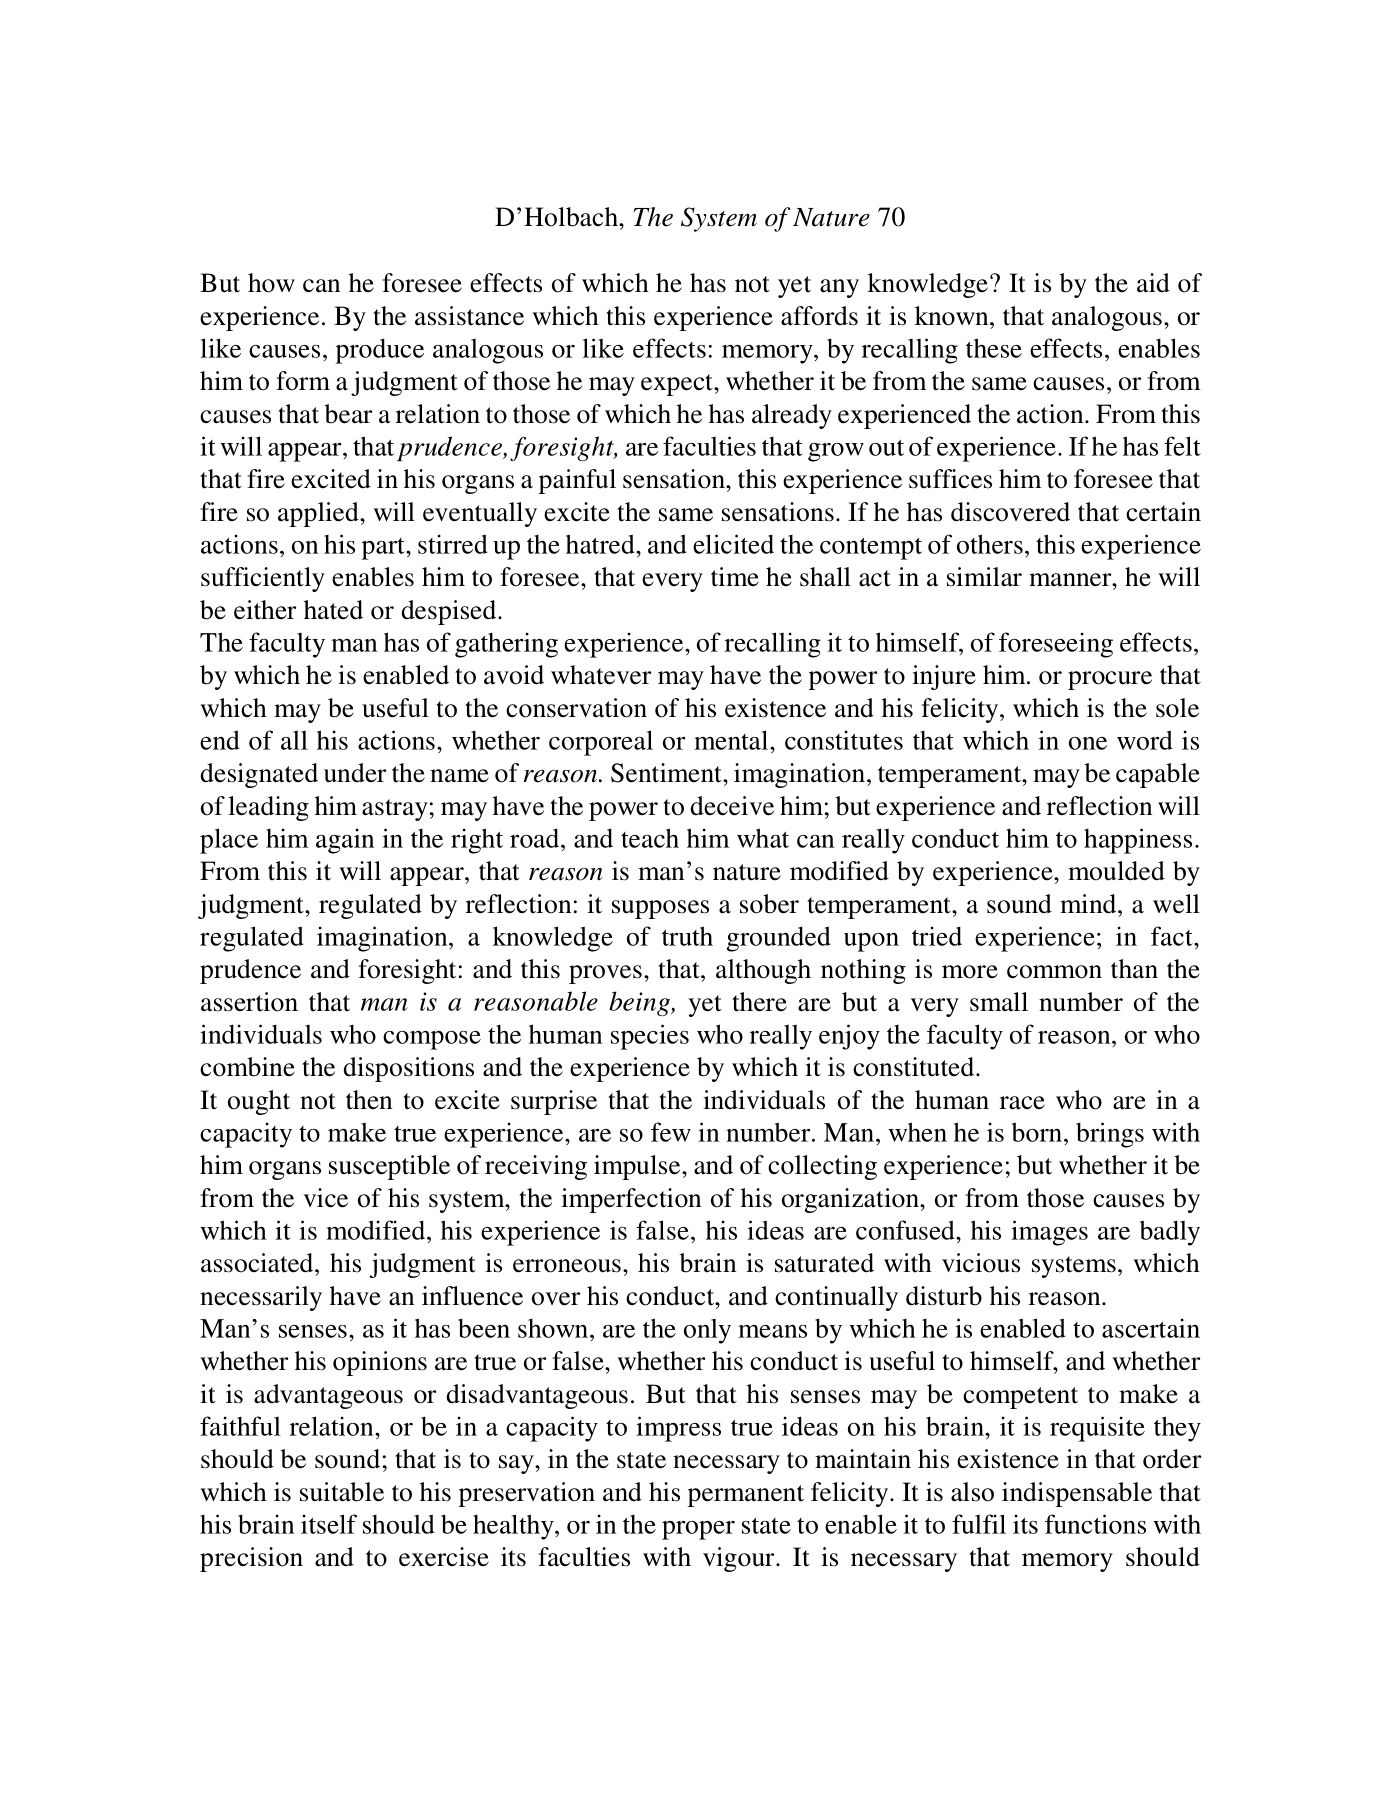 D’Holbach, The System of Nature 70
But how can he foresee effects of which he has not yet any knowledge? It is by the aid of
experience. By the assistance which this experience affords it is known, that analogous, or
like causes, produce analogous or like effects: memory, by recalling these effects, enables
him to form a judgment of those he may expect, whether it be from the same causes, or from
causes that bear a relation to those of which he has already experienced the action. From this
it will appear, that prudence, foresight, are faculties that grow out of experience. If he has felt
that fire excited in his organs a painful sensation, this experience suffices him to foresee that
fire so applied, will eventually excite the same sensations. If he has discovered that certain
actions, on his part, stirred up the hatred, and elicited the contempt of others, this experience
sufficiently enables him to foresee, that every time he shall act in a similar manner, he will
be either hated or despised.
The faculty man has of gathering experience, of recalling it to himself, of foreseeing effects,
by which he is enabled to avoid whatever may have the power to injure him. or procure that
which may be useful to the conservation of his existence and his felicity, which is the sole
end of all his actions, whether corporeal or mental, constitutes that which in one word is
designated under the name of reason. Sentiment, imagination, temperament, may be capable
of leading him astray; may have the power to deceive him; but experience and reflection will
place him again in the right road, and teach him what can really conduct him to happiness.
From this it will appear, that reason is man’s nature modified by experience, moulded by
judgment, regulated by reflection: it supposes a sober temperament, a sound mind, a well
regulated imagination, a knowledge of truth grounded upon tried experience; in fact,
prudence and foresight: and this proves, that, although nothing is more common than the
assertion that man is a reasonable being, yet there are but a very small number of the
individuals who compose the human species who really enjoy the faculty of reason, or who
combine the dispositions and the experience by which it is constituted.
It ought not then to excite surprise that the individuals of the human race who are in a
capacity to make true experience, are so few in number. Man, when he is born, brings with
him organs susceptible of receiving impulse, and of collecting experience; but whether it be
from the vice of his system, the imperfection of his organization, or from those causes by
which it is modified, his experience is false, his ideas are confused, his images are badly
associated, his judgment is erroneous, his brain is saturated with vicious systems, which
necessarily have an influence over his conduct, and continually disturb his reason.
Man’s senses, as it has been shown, are the only means by which he is enabled to ascertain
whether his opinions are true or false, whether his conduct is useful to himself, and whether
it is advantageous or disadvantageous. But that his senses may be competent to make a
faithful relation, or be in a capacity to impress true ideas on his brain, it is requisite they
should be sound; that is to say, in the state necessary to maintain his existence in that order
which is suitable to his preservation and his permanent felicity. It is also indispensable that
his brain itself should be healthy, or in the proper state to enable it to fulfil its functions with
precision and to exercise its faculties with vigour. It is necessary that memory should